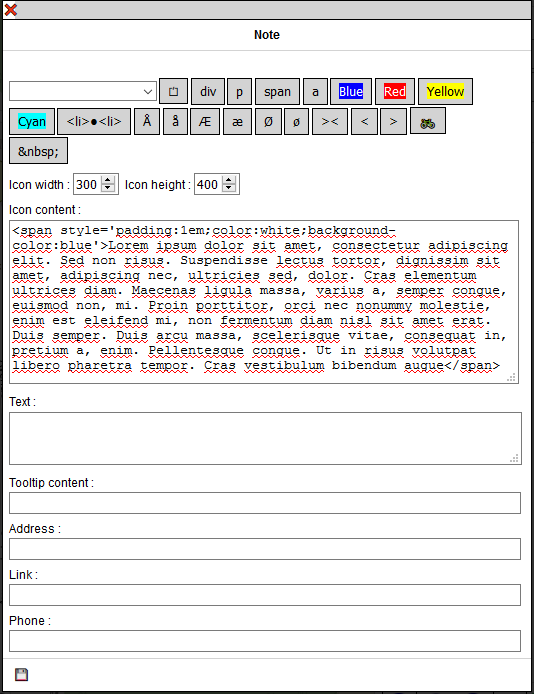 Note
div p span a Blue Red Yellow
Cyan <li>●<li> Å å Æ æ Ø ø >< < >
&nbsp;
Icon width : 300 Icon height : 400
Icon content :
<span style='padding:1em;color:white;background-
color:blue'>Lorem ipsum dolor sit amet, consectetur adipiscing
elit. Sed non risus. Suspendisse lectus tortor, dignissim sit
amet, adipiscing nec, ultricies sed, dolor. Cras elementum
ultrices diam. Maecenas ligula massa, varius a, semper congue,
euismod non, mi. Proin porttitor, orci nec nonummy molestie,
enim est eleifend mi, non fermentum diam nisl sit amet erat.
Duis semper. Duis arcu massa, scelerisque vitae, consequat in,
pretium a, enim. Pellentesque congue. Ut in risus volutpat
libero pharetra tempor. Cras vestibulum bibendum augue</span>
Text :
Tooltip content :
Address :
Link :
Phone :